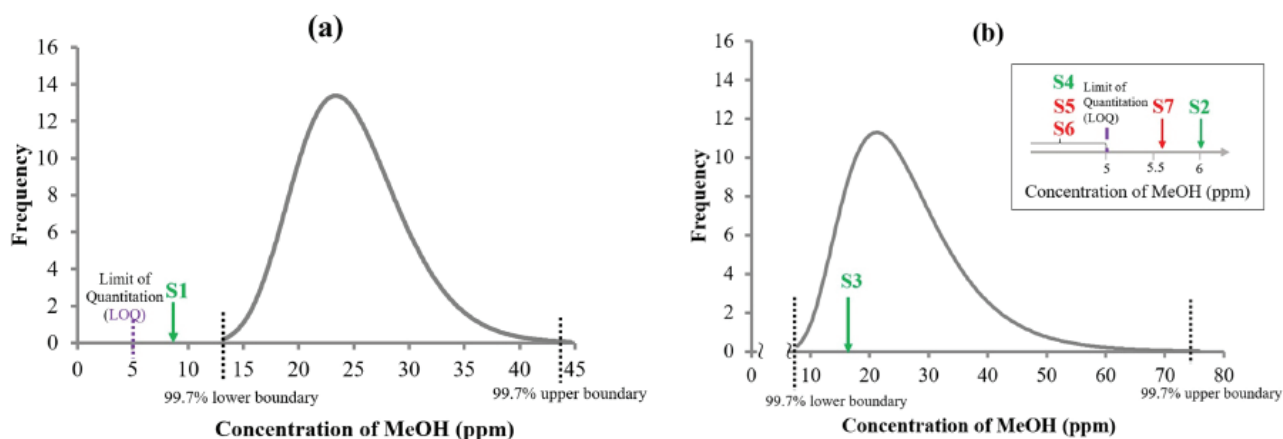 (a)
16
14
12
10
8
6
4
2
0
Frequency
Limit of
Quantitation
(LOQ)
S1
0 5 10 15 20 25 30 35 40 45
99.7% lower boundary
99.7% upper boundary
Concentration of MeOH (ppm)
(b)
16
14
12
10
8
6
4
2
0
Frequency
S3
0 10 20 30 40 50 60 70 80
99.7% lower boundary
99.7% upper boundary
Concentration of MeOH (ppm)
S4
S5
S6
Limit of
Quantitation
(LOQ)
S7
S2
5 5.5 6
Concentration of MeOH (ppm)